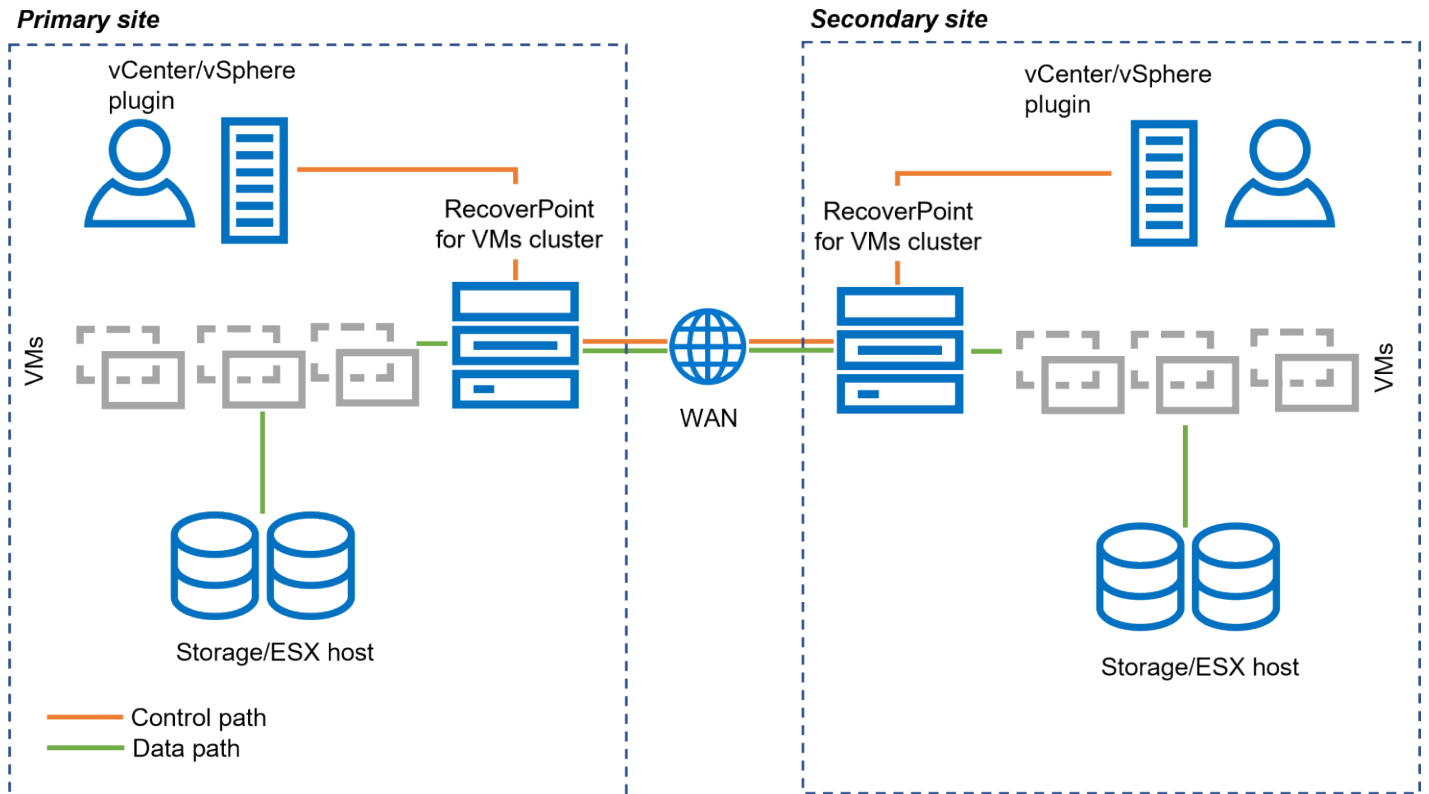 Primary site
Secondary site
vCenter/vSphere
plugin
vCenter/vSphere
plugin
RecoverPoint
for VMs cluster
RecoverPoint
for VMs cluster
VMs
WAN
VMs
Storage/ESX host
Storage/ESX host
Control path
Data path